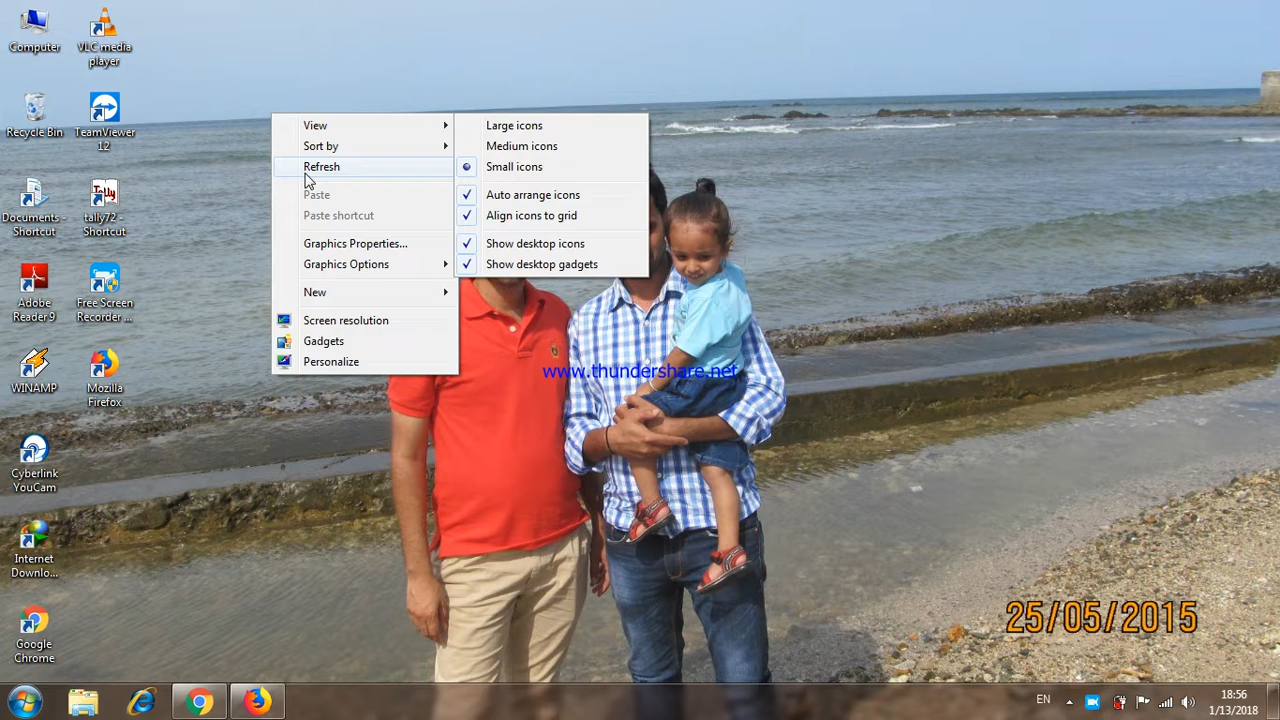 Computer
VLC media
player
Recycle Bin
TeamViewer
12
Documents -
Shortcut
tally72 -
Shortcut
Adobe
Reader 9
Free Screen
Recorder ...
WINAMP
Mozilla
Firefox
Cyberlink
YouCam
Internet
Downlo...
Google
Chrome
View
Sort by
Refresh
Paste
Paste shortcut
Graphics Properties...
Graphics Options
New
Screen resolution
Gadgets
Personalize
Large icons
Medium icons
Small icons
Auto arrange icons
Align icons to grid
Show desktop icons
Show desktop gadgets
www.thundershare.net
25/05/2015
EN
18:56
1/13/2018